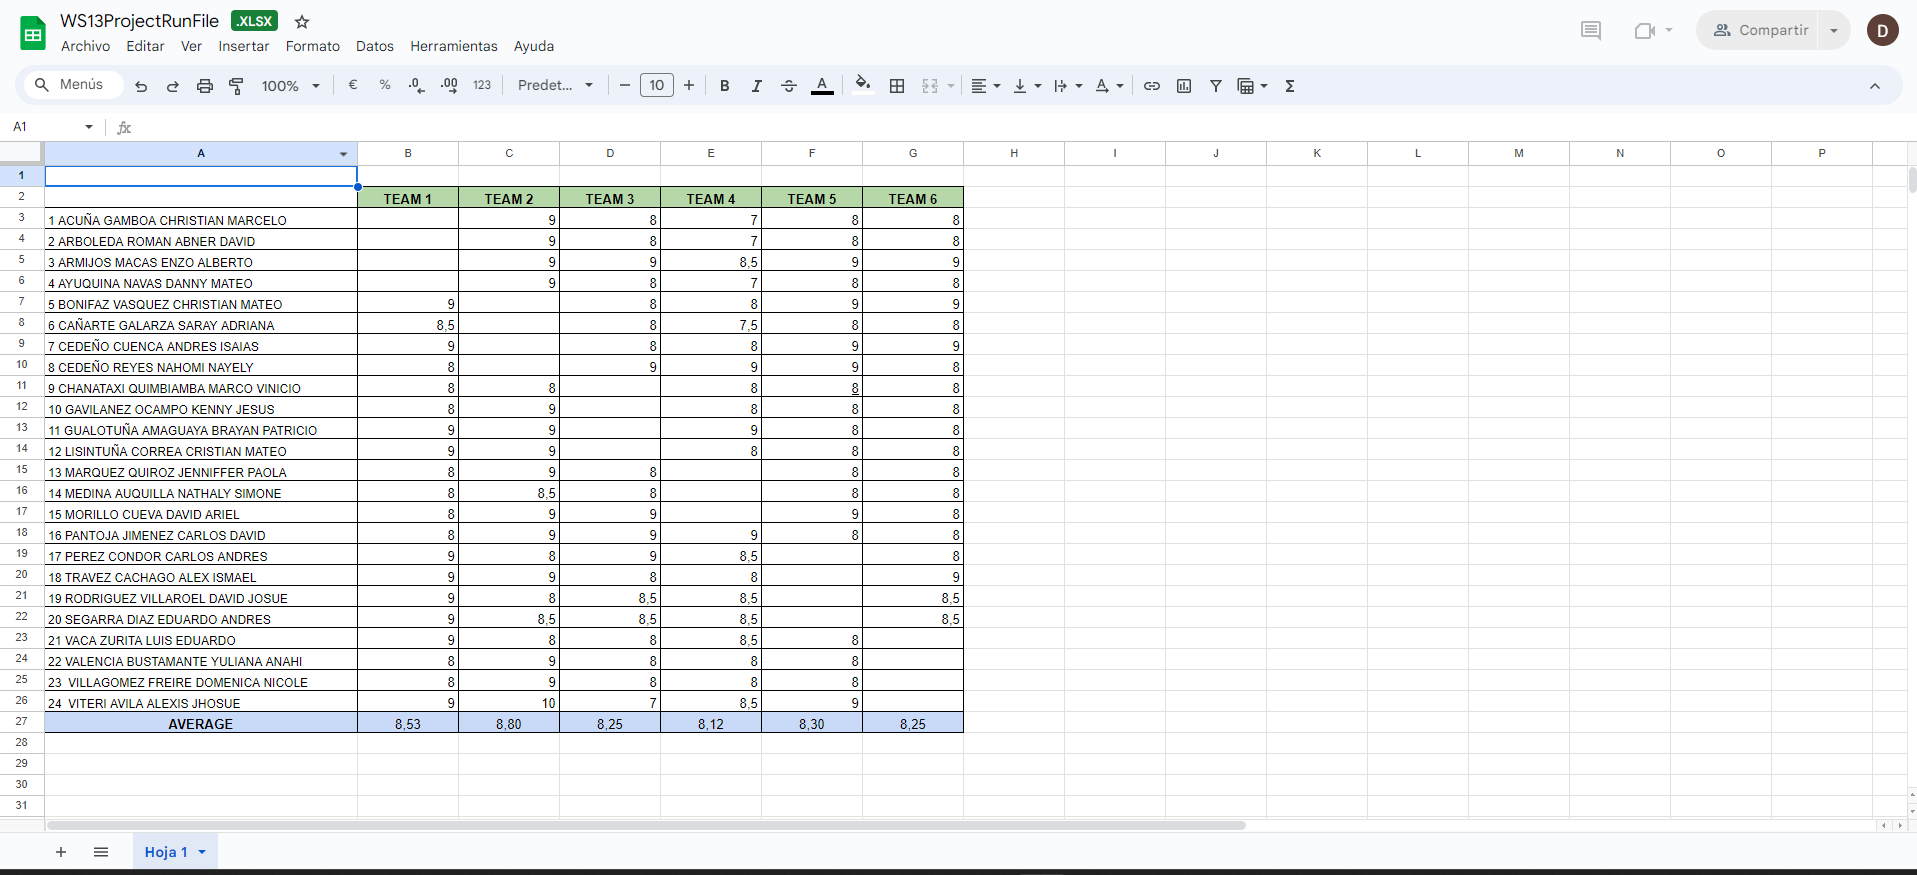 WS13ProjectRunFile .XLSX
Archivo Editar Ver Insertar Formato Datos Herramientas Ayuda
Compartir
D
Menús 100% € % .0 .00 123 Predet... − 10 + B I S A Σ
A1 fx
A B C D E F G H I J K L M N O P
1
2 TEAM 1 TEAM 2 TEAM 3 TEAM 4 TEAM 5 TEAM 6
3 1 ACUÑA GAMBOA CHRISTIAN MARCELO 9 8 7 8 8
4 2 ARBOLEDA ROMAN ABNER DAVID 9 8 7 8 8
5 3 ARMIJOS MACAS ENZO ALBERTO 9 9 8,5 9 9
6 4 AYUQUINA NAVAS DANNY MATEO 9 8 7 8 8
7 5 BONIFAZ VASQUEZ CHRISTIAN MATEO 9 8 8 9 9
8 6 CAÑARTE GALARZA SARAY ADRIANA 8,5 8 7,5 8 8
9 7 CEDEÑO CUENCA ANDRES ISAIAS 9 8 8 9 9
10 8 CEDEÑO REYES NAHOMI NAYELY 8 9 9 9 8
11 9 CHANATAXI QUIMBIAMBA MARCO VINICIO 8 8 8 8 8
12 10 GAVILANEZ OCAMPO KENNY JESUS 8 9 8 8 8
13 11 GUALOTUÑA AMAGUAYA BRAYAN PATRICIO 9 9 9 8 8
14 12 LISINTUÑA CORREA CRISTIAN MATEO 9 9 8 8 8
15 13 MARQUEZ QUIROZ JENNIFFER PAOLA 8 9 8 8 8
16 14 MEDINA AUQUILLA NATHALY SIMONE 8 8,5 8 8 8
17 15 MORILLO CUEVA DAVID ARIEL 8 9 9 9 8
18 16 PANTOJA JIMENEZ CARLOS DAVID 8 9 9 9 8 8
19 17 PEREZ CONDOR CARLOS ANDRES 9 8 9 8,5 8
20 18 TRAVEZ CACHAGO ALEX ISMAEL 9 9 8 8 9
21 19 RODRIGUEZ VILLAROEL DAVID JOSUE 9 8 8,5 8,5 8,5
22 20 SEGARRA DIAZ EDUARDO ANDRES 9 8,5 8,5 8,5 8,5
23 21 VACA ZURITA LUIS EDUARDO 9 8 8 8,5 8
24 22 VALENCIA BUSTAMANTE YULIANA ANAHI 8 9 8 8 8
25 23 VILLAGOMEZ FREIRE DOMENICA NICOLE 8 9 8 8 8
26 24 VITERI AVILA ALEXIS JHOSUE 9 10 7 8,5 9
27 AVERAGE 8,53 8,80 8,25 8,12 8,30 8,25
28
29
30
31
+ Hoja 1